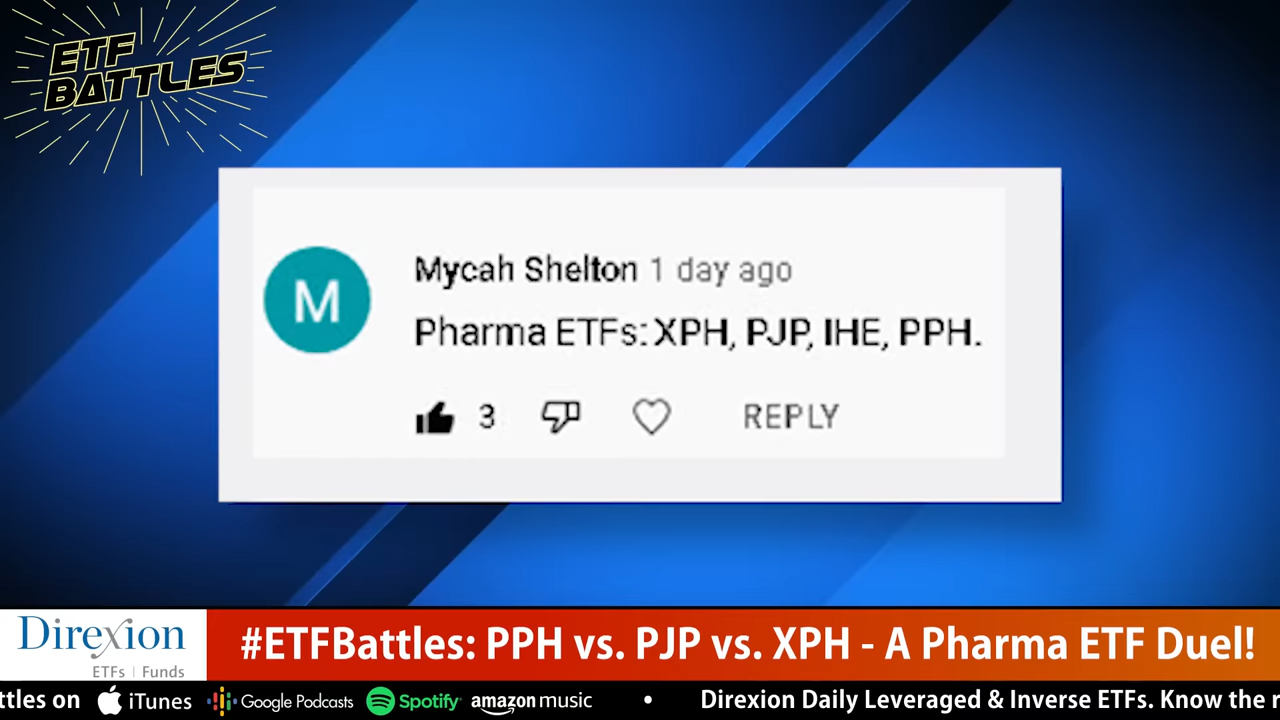 ETF
BATTLES
M
Mycah Shelton 1 day ago
Pharma ETFs: XPH, PJP, IHE, PPH.
3
REPLY
Direxion
ETFs | Funds
#ETFBattles: PPH vs. PJP vs. XPH - A Pharma ETF Duel!
ttles on iTunes Google Podcasts Spotify amazon music • Direxion Daily Leveraged & Inverse ETFs. Know the r